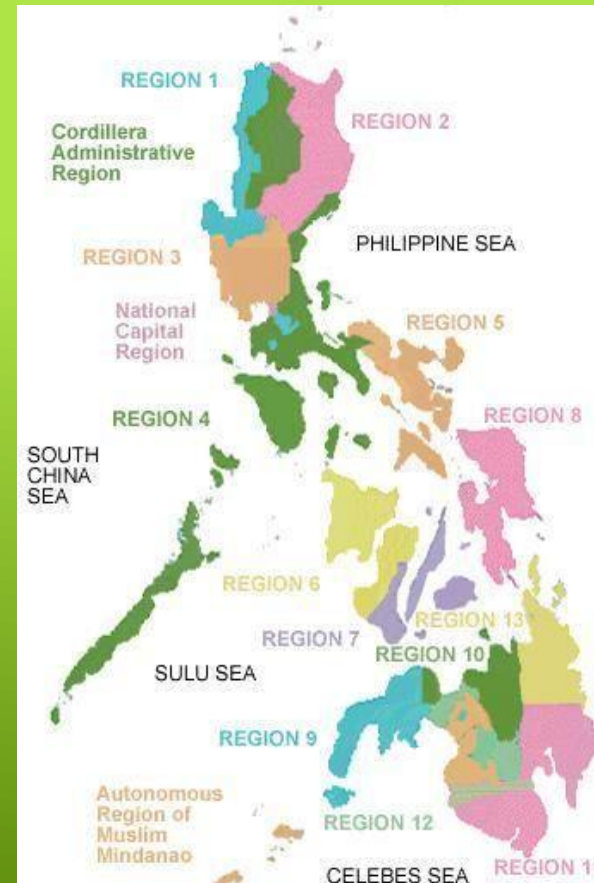 REGION 1
REGION 2
Cordillera
Administrative
Region
PHILIPPINE SEA
REGION 3
National
Capital
Region
REGION 5
REGION 4
REGION 8
SOUTH
CHINA
SEA
REGION 6
REGION 13
REGION 7
REGION 10
SULU SEA
REGION 9
Autonomous
Region of
Muslim
Mindanao
REGION 12
CELEBES SEA
REGION 1